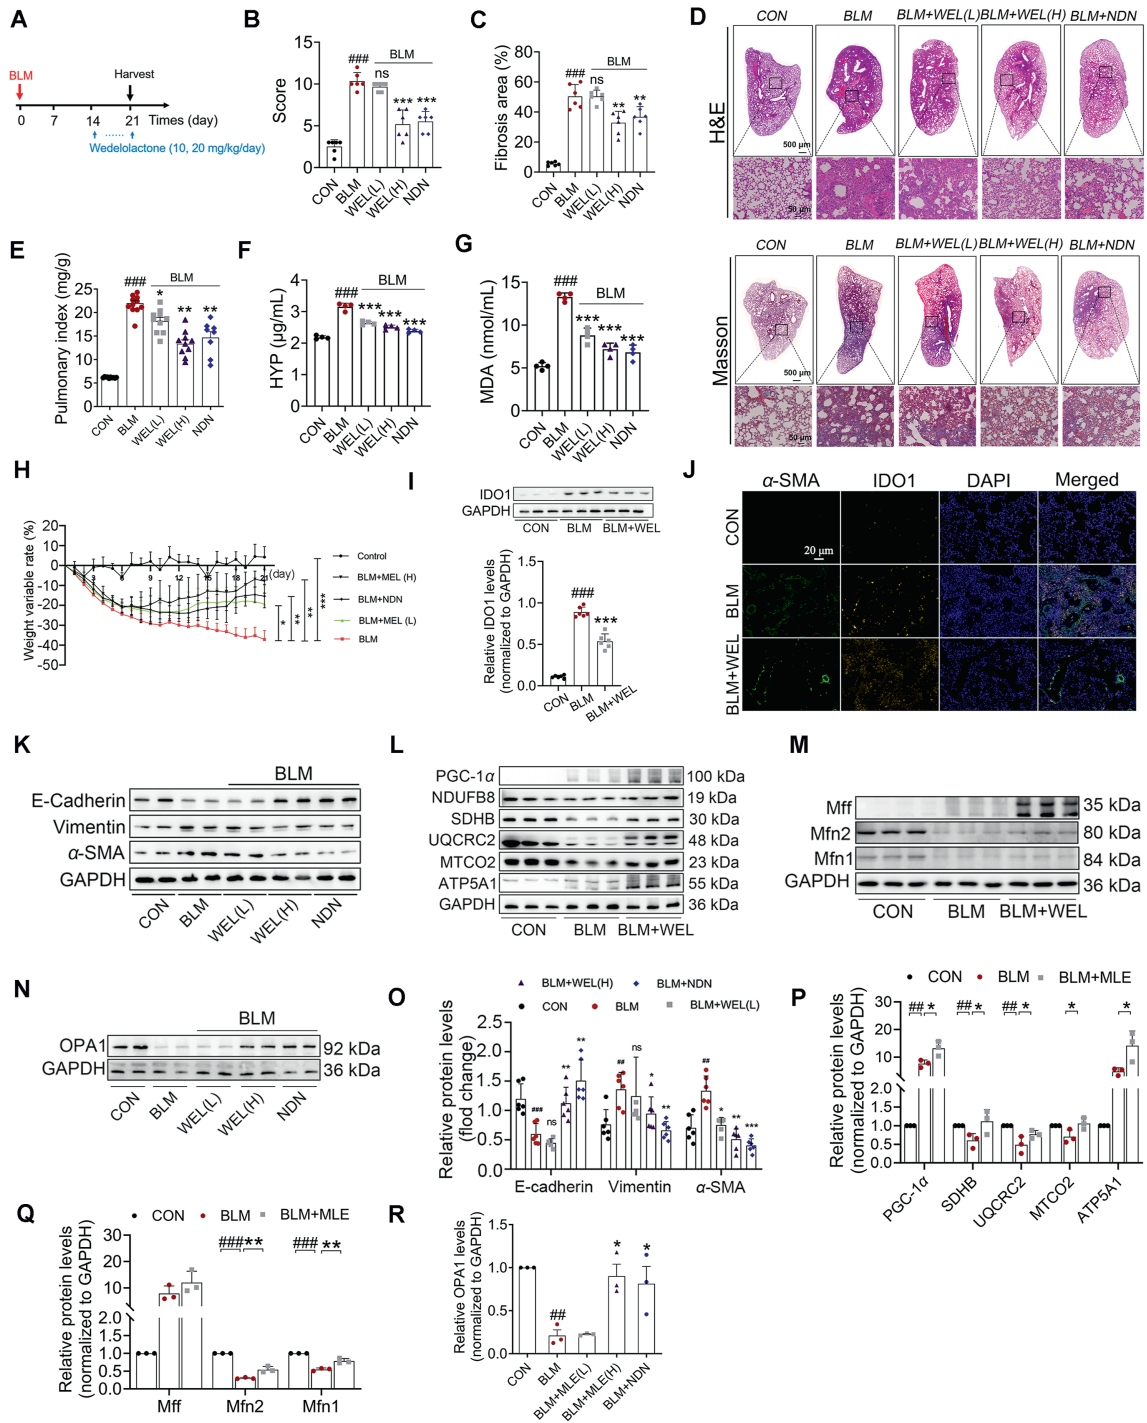 A
BLM
Harvest
0 7 14 21 Times (day)
Wedelolactone (10, 20 mg/kg/day)
B
Score
15
10
5
0
BLM
###
ns
***
***
CON
BLM
WEL(L)
WEL(H)
NDN
C
Fibrosis area (%)
80
60
40
20
0
BLM
###
ns
**
**
CON
BLM
WEL(L)
WEL(H)
NDN
D
CON BLM BLM+WEL(L) BLM+WEL(H) BLM+NDN
H&E
500 μm
50 μm
CON BLM BLM+WEL(L) BLM+WEL(H) BLM+NDN
Masson
500 μm
50 μm
E
Pulmonary index (mg/g)
25
20
15
10
5
0
BLM
###
*
**
**
CON
BLM
WEL(L)
WEL(H)
NDN
F
HYP (μg/mL)
4
3
2
1
0
BLM
###
***
***
***
CON
BLM
WEL(L)
WEL(H)
NDN
G
MDA (nmol/mL)
15
10
5
0
BLM
###
***
***
***
CON
BLM
WEL(L)
WEL(H)
NDN
H
Weight variable rate (%)
20
10
0
-10
-20
-30
-40
-50
3 6 9 12 15 18 21 (day)
Control
BLM+MEL (H)
BLM+NDN
BLM+MEL (L)
BLM
*
**
**
***
I
IDO1
GAPDH
CON BLM BLM+WEL
Relative IDO1 levels
(normalized to GAPDH)
1.5
1.0
0.5
0.0
###
***
CON
BLM
BLM+WEL
J
α-SMA IDO1 DAPI Merged
CON
20 μm
BLM
BLM+WEL
K
BLM
E-Cadherin
Vimentin
α-SMA
GAPDH
CON
BLM
WEL(L)
WEL(H)
NDN
L
PGC-1α 100 kDa
NDUFB8 19 kDa
SDHB 30 kDa
UQCRC2 48 kDa
MTCO2 23 kDa
ATP5A1 55 kDa
GAPDH 36 kDa
CON BLM BLM+WEL
M
Mff 35 kDa
Mfn2 80 kDa
Mfn1 84 kDa
GAPDH 36 kDa
CON BLM BLM+WEL
N
BLM
OPA1 92 kDa
GAPDH 36 kDa
CON
BLM
WEL(L)
WEL(H)
NDN
O
BLM+WEL(H) BLM+NDN
CON BLM BLM+WEL(L)
Relative protein levels
(flod change)
2.5
2.0
1.5
1.0
0.5
0.0
###
ns
**
**
##
ns
*
**
##
*
**
***
E-cadherin Vimentin α-SMA
P
CON BLM BLM+MLE
Relative protein levels
(normalized to GAPDH)
30
20
10
2.0
1.5
1.0
0.5
0.0
## * ## * ## * * *
PGC-1α
SDHB
UQCRC2
MTCO2
ATP5A1
Q
CON BLM BLM+MLE
Relative protein levels
(normalized to GAPDH)
30
20
10
2.0
1.5
1.0
0.5
0.0
### ** ### **
Mff Mfn2 Mfn1
R
Relative OPA1 levels
(normalized to GAPDH)
1.5
1.0
0.5
0.0
##
*
*
CON
BLM
BLM+MLE(L)
BLM+MLE(H)
BLM+NDN